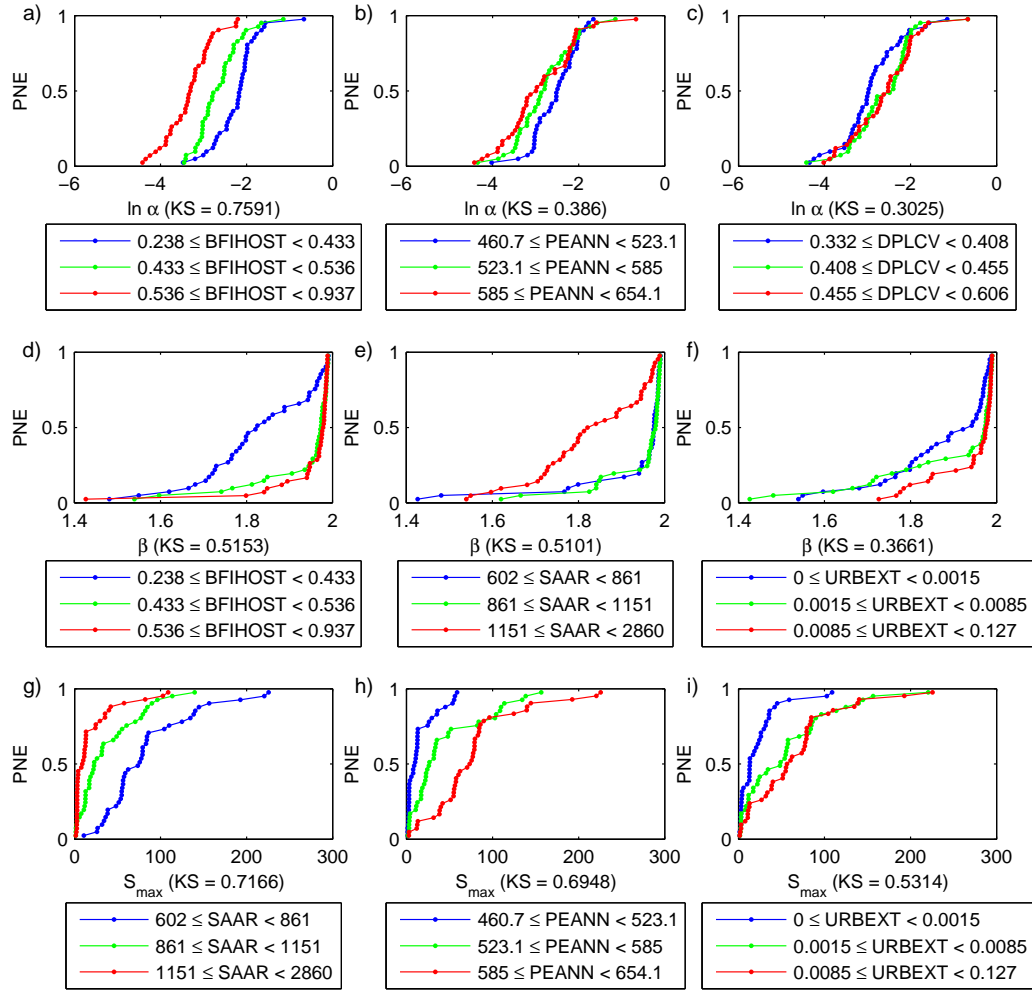 a)
b)
c)
PNE
1
0.5
0
−6
−4
−2
0
ln α (KS = 0.7591)
PNE
1
0.5
0
−6
−4
−2
0
ln α (KS = 0.386)
PNE
1
0.5
0
−6
−4
−2
0
ln α (KS = 0.3025)
0.238 ≤ BFIHOST < 0.433
0.433 ≤ BFIHOST < 0.536
0.536 ≤ BFIHOST < 0.937
460.7 ≤ PEANN < 523.1
523.1 ≤ PEANN < 585
585 ≤ PEANN < 654.1
0.332 ≤ DPLCV < 0.408
0.408 ≤ DPLCV < 0.455
0.455 ≤ DPLCV < 0.606
d)
e)
f)
PNE
1
0.5
0
1.4
1.6
1.8
2
β (KS = 0.5153)
PNE
1
0.5
0
1.4
1.6
1.8
2
β (KS = 0.5101)
PNE
1
0.5
0
1.4
1.6
1.8
2
β (KS = 0.3661)
0.238 ≤ BFIHOST < 0.433
0.433 ≤ BFIHOST < 0.536
0.536 ≤ BFIHOST < 0.937
602 ≤ SAAR < 861
861 ≤ SAAR < 1151
1151 ≤ SAAR < 2860
0 ≤ URBEXT < 0.0015
0.0015 ≤ URBEXT < 0.0085
0.0085 ≤ URBEXT < 0.127
g)
h)
i)
PNE
1
0.5
0
0
100
200
300
S_max (KS = 0.7166)
PNE
1
0.5
0
0
100
200
300
S_max (KS = 0.6948)
PNE
1
0.5
0
0
100
200
300
S_max (KS = 0.5314)
602 ≤ SAAR < 861
861 ≤ SAAR < 1151
1151 ≤ SAAR < 2860
460.7 ≤ PEANN < 523.1
523.1 ≤ PEANN < 585
585 ≤ PEANN < 654.1
0 ≤ URBEXT < 0.0015
0.0015 ≤ URBEXT < 0.0085
0.0085 ≤ URBEXT < 0.127